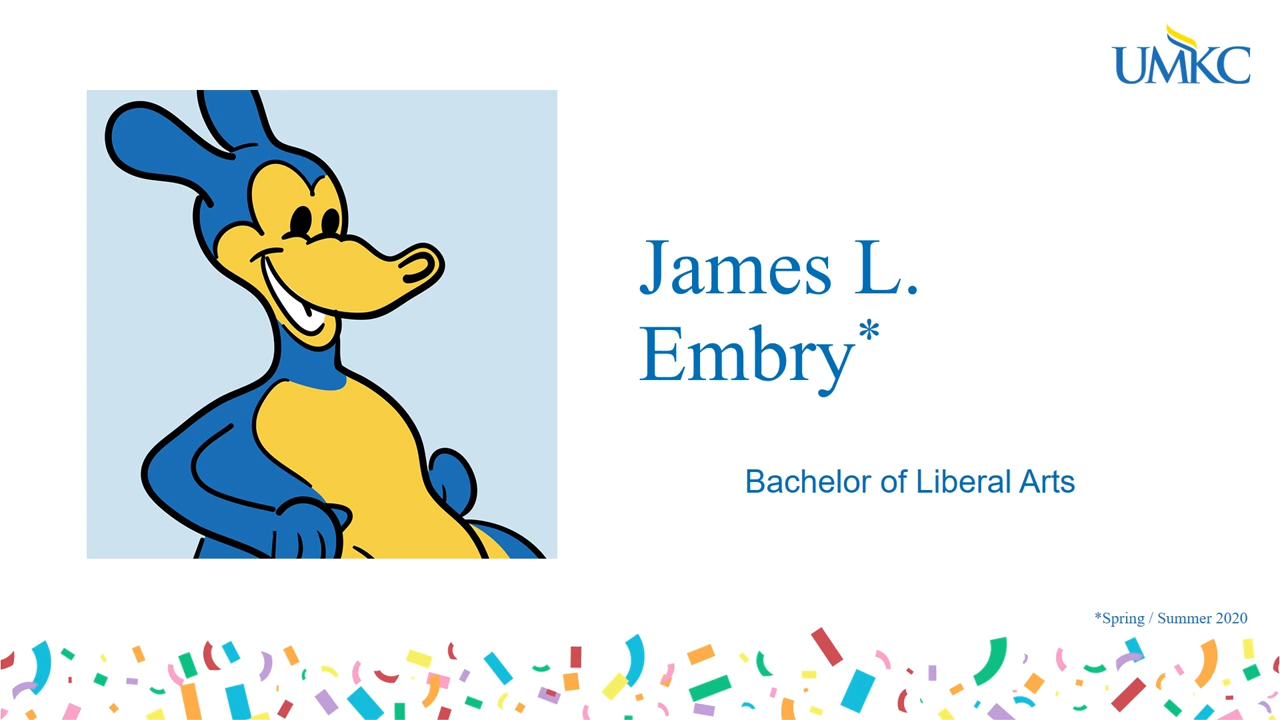 UMKC
James L.
Embry*
Bachelor of Liberal Arts
*Spring / Summer 2020